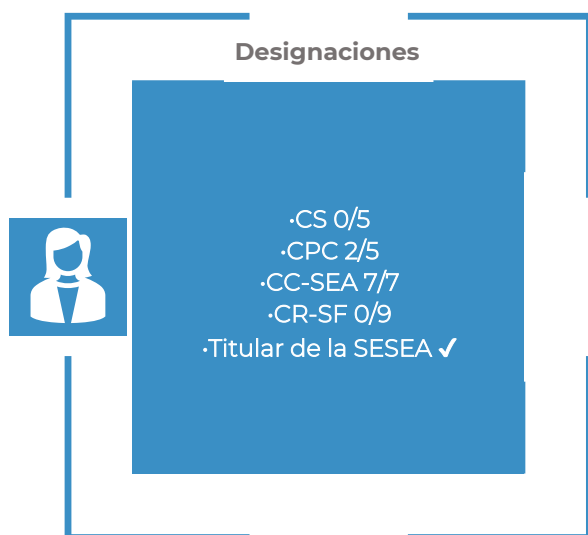 Designaciones
·CS 0/5
·CPC 2/5
·CC-SEA 7/7
·CR-SF 0/9
·Titular de la SESEA ✓